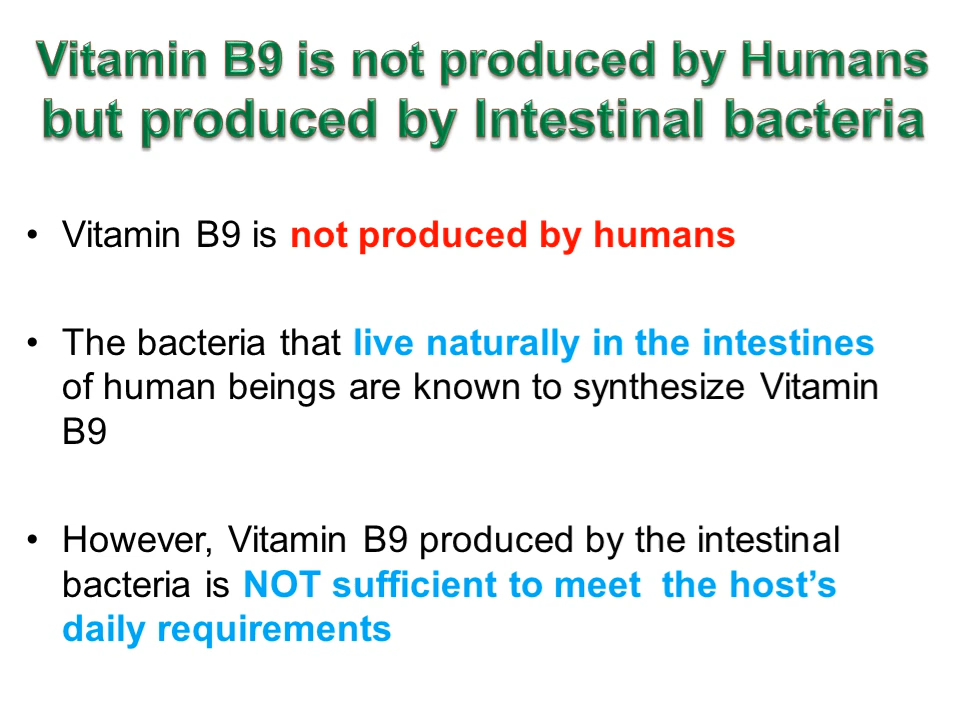 Vitamin B9 is not produced by Humans
but produced by Intestinal bacteria
• Vitamin B9 is not produced by humans
• The bacteria that live naturally in the intestines
of human beings are known to synthesize Vitamin
B9
• However, Vitamin B9 produced by the intestinal
bacteria is NOT sufficient to meet  the host’s
daily requirements